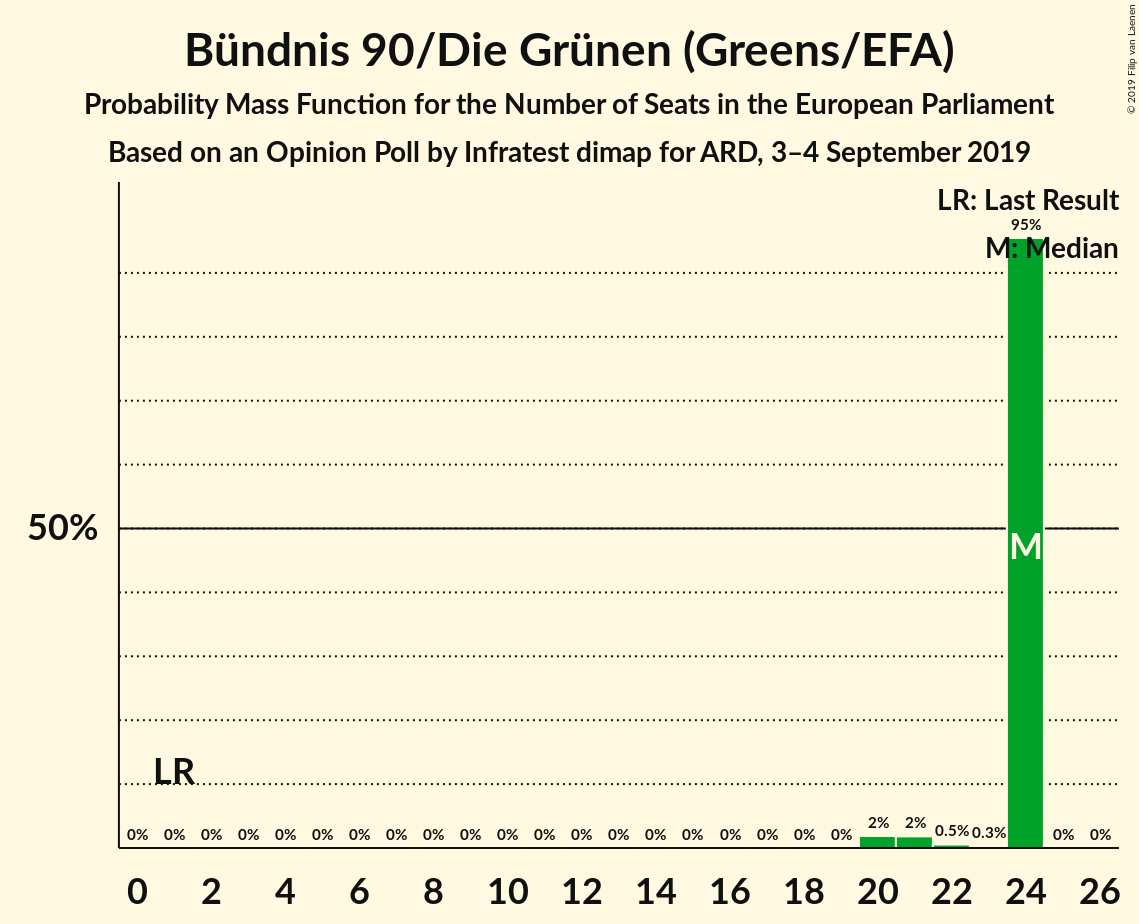 Bündnis 90/Die Grünen (Greens/EFA)
Probability Mass Function for the Number of Seats in the European Parliament
Based on an Opinion Poll by Infratest dimap for ARD, 3–4 September 2019
© 2019 Filip van Laenen
LR: Last Result
95%
M: Median
50%
M
LR
0% 0% 0% 0% 0% 0% 0% 0% 0% 0% 0% 0% 0% 0% 0% 0% 0% 0% 0% 0% 2% 2% 0.5% 0.3% 0% 0%
0 2 4 6 8 10 12 14 16 18 20 22 24 26